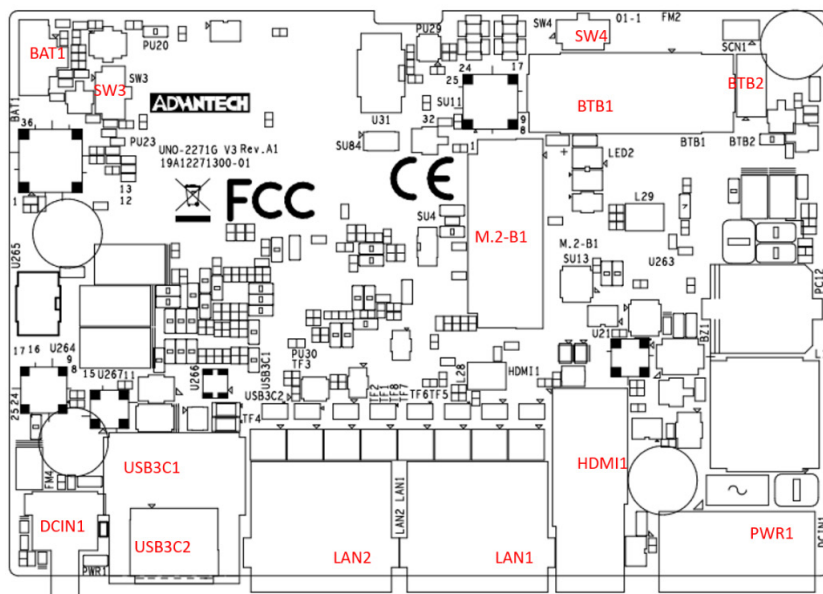 PU29
SW4
01-1
FM2
SW4
SCN1
BAT1
PU20
SW3
SW3
24
17
25
SU11
BTB1
BTB2
BAT1
ADVANTECH
U31
32
9
8
36
PU23
SU84
1
+
LED2
BTB1
BTB2
UNO-2271G V3 Rev.A1
19A12271300-01
13
12
1
FCC
CE
SU4
M.2-B1
L29
M.2-B1
SU13
U263
U265
PC12
BZ1
U21
17 16
U264
9
8
15
U267
11
U266
USB3C1
PU30
TF3
L28
HDMI1
25 24
USB3C2
TF4
TF2
TF1
TF8
TF7
TF6
TF5
USB3C1
HDMI1
FM4
LAN2
LAN1
DCIN1
USB3C2
LAN2
LAN1
PWR1
PWR1
DCIN1